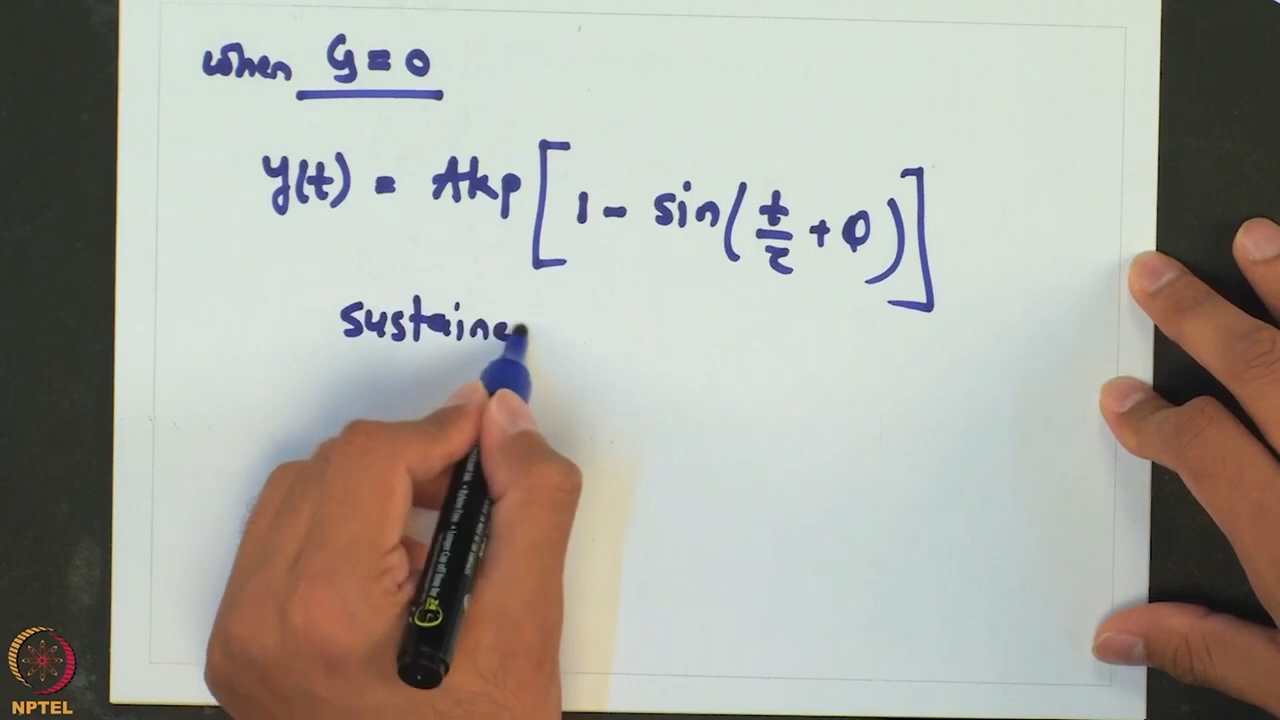 when ζ = 0
y(t) = Akp [ 1 - sin( t/τ + φ ) ]
sustaine
NPTEL